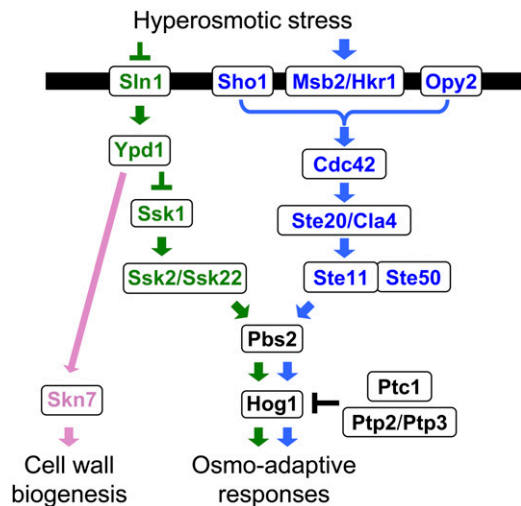 Hyperosmotic stress
Sln1
Sho1
Msb2/Hkr1
Opy2
Ypd1
Cdc42
Ssk1
Ste20/Cla4
Ssk2/Ssk22
Ste11
Ste50
Pbs2
Skn7
Hog1
Ptc1
Ptp2/Ptp3
Cell wall
biogenesis
Osmo-adaptive
responses